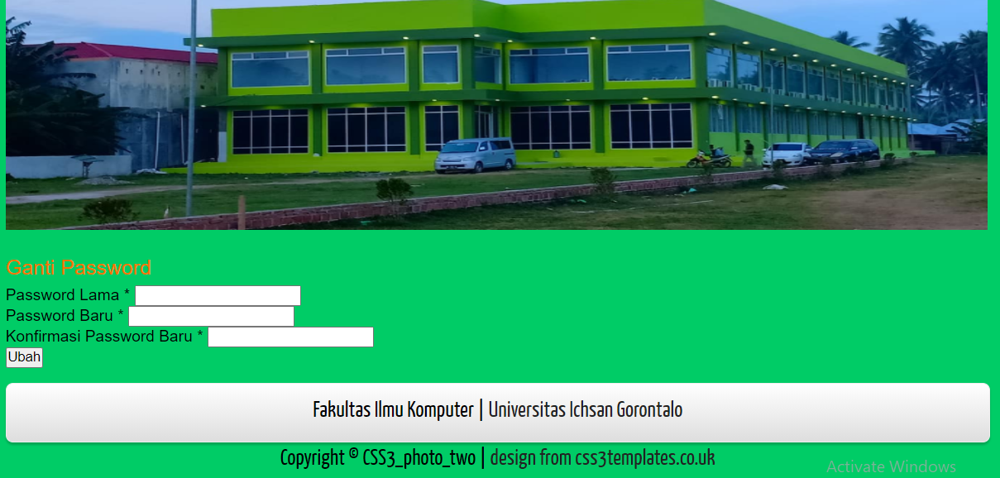 Ganti Password
Password Lama *
Password Baru *
Konfirmasi Password Baru *
Ubah
Fakultas Ilmu Komputer | Universitas Ichsan Gorontalo
Copyright © CSS3_photo_two | design from css3templates.co.uk
Activate Windows